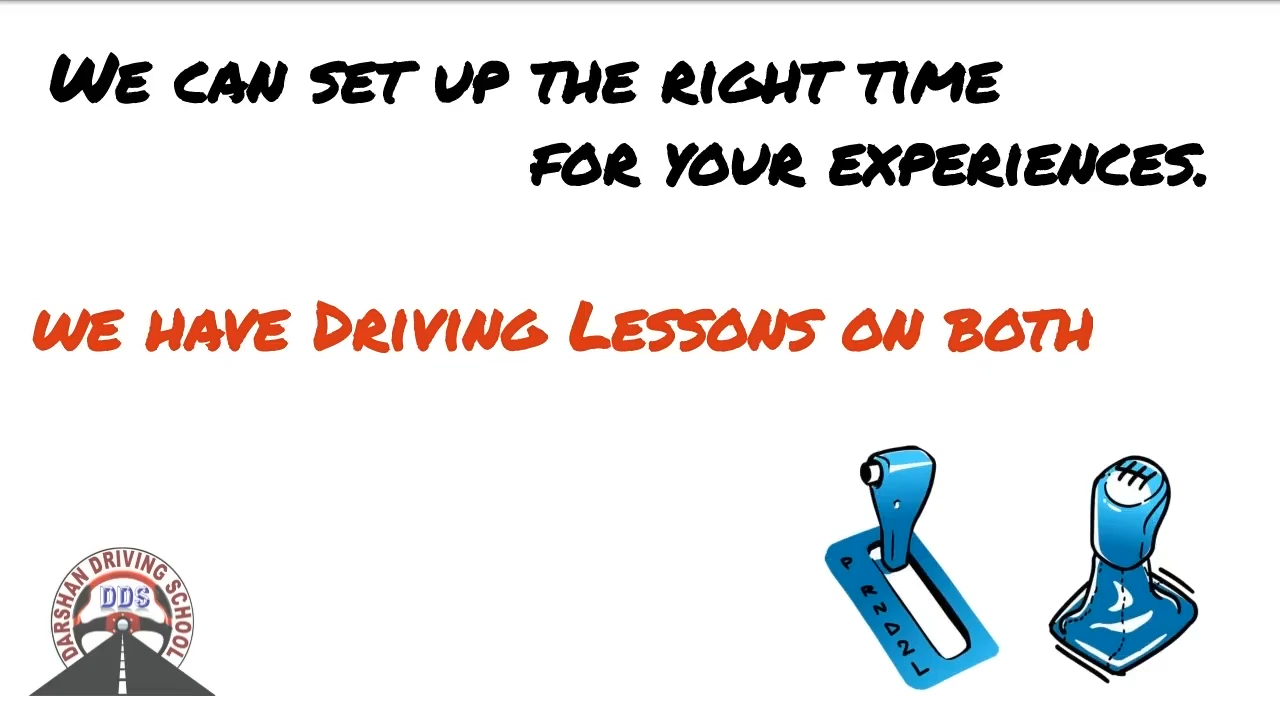 We can set up the right time
for your experiences.
we have Driving Lessons on both
DARSHAN DRIVING SCHOOL
DDS
P
R
N
D
2
L